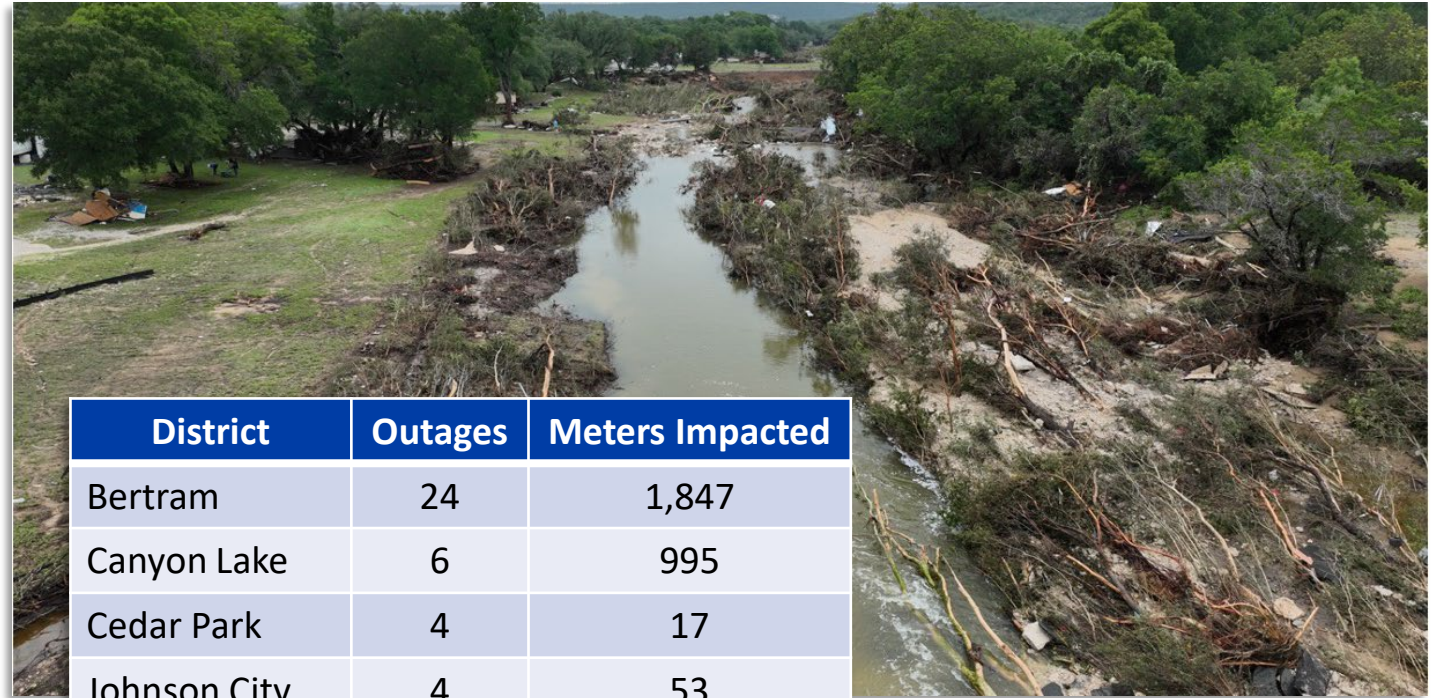 District Outages Meters Impacted
Bertram 24 1,847
Canyon Lake 6 995
Cedar Park 4 17
Johnson City 4 53